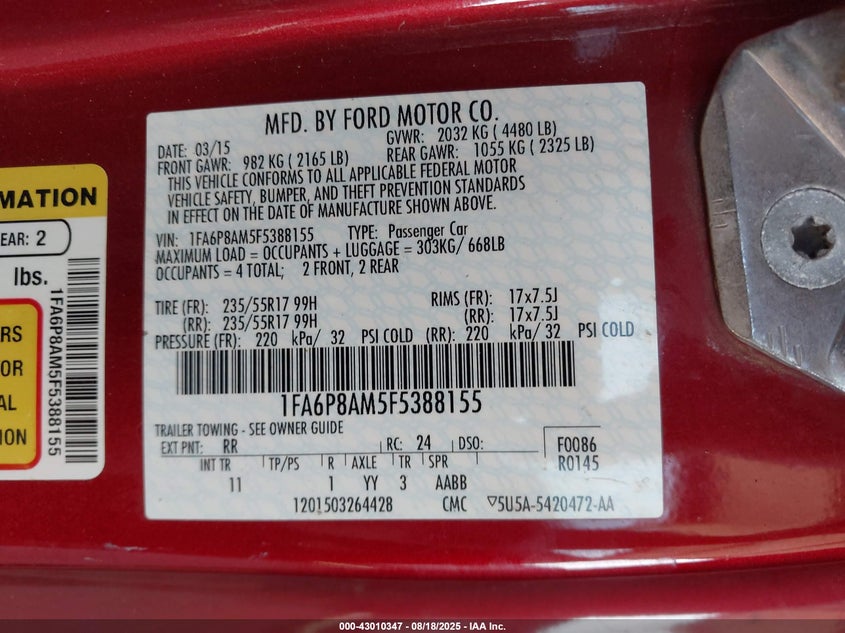 MFD. BY FORD MOTOR CO.
DATE: 03/15 GVWR: 2032 KG ( 4480 LB)
FRONT GAWR: 982 KG ( 2165 LB) REAR GAWR: 1055 KG ( 2325 LB)
THIS VEHICLE CONFORMS TO ALL APPLICABLE FEDERAL MOTOR
VEHICLE SAFETY, BUMPER, AND THEFT PREVENTION STANDARDS
IN EFFECT ON THE DATE OF MANUFACTURE SHOWN ABOVE.
VIN: 1FA6P8AM5F5388155 TYPE: Passenger Car
MAXIMUM LOAD = OCCUPANTS + LUGGAGE = 303KG/ 668LB
OCCUPANTS = 4 TOTAL; 2 FRONT, 2 REAR
TIRE (FR): 235/55R17 99H RIMS (FR): 17x7.5J
(RR): 235/55R17 99H (RR): 17x7.5J
PRESSURE (FR): 220 kPa/ 32 PSI COLD (RR): 220 kPa/ 32 PSI COLD
1FA6P8AM5F5388155
TRAILER TOWING - SEE OWNER GUIDE
EXT PNT: RR RC: 24 DSO: F0086
R0145
INT TR TP/PS R AXLE TR SPR
11 1 YY 3 AABB
1201503264428 CMC ▽5U5A-5420472-AA
MATION
EAR: 2
lbs.
RS
OR
AL
ION
1FA6P8AM5F5388155
000-43010347 - 08/18/2025 - IAA Inc.